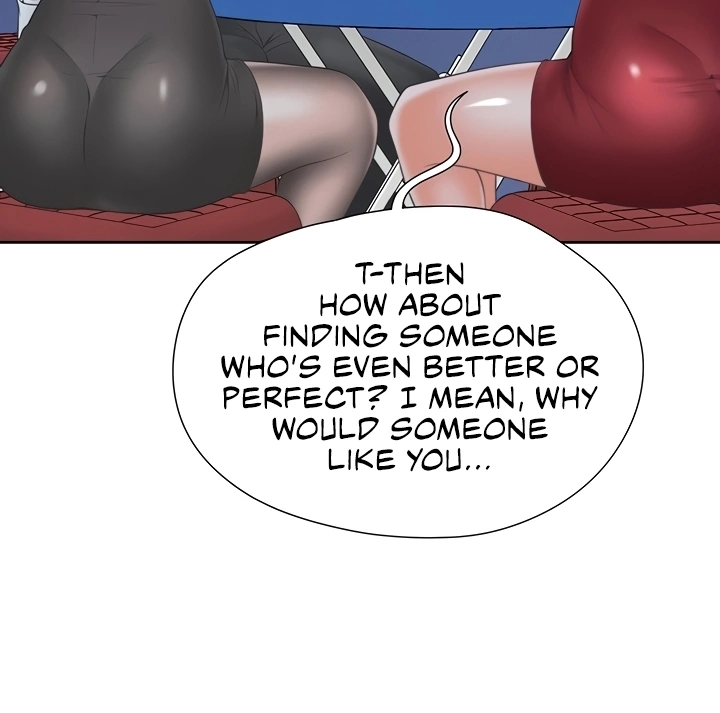 T-THEN
HOW ABOUT
FINDING SOMEONE
WHO'S EVEN BETTER OR
PERFECT? I MEAN, WHY
WOULD SOMEONE
LIKE YOU...